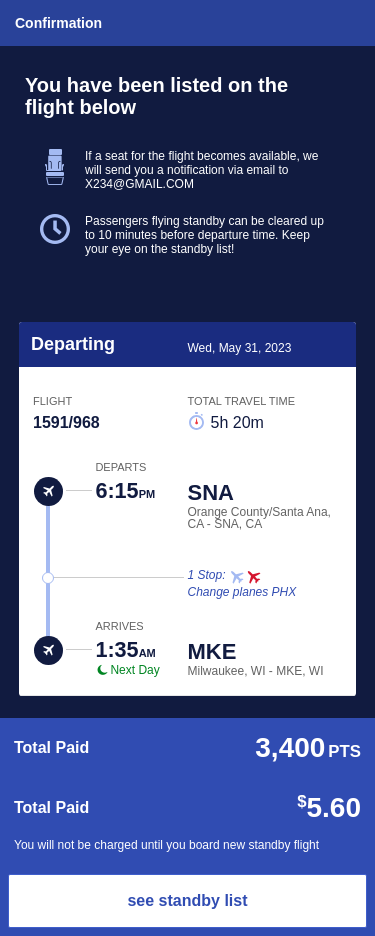 Confirmation
You have been listed on the
flight below
If a seat for the flight becomes available, we
will send you a notification via email to
X234@GMAIL.COM
Passengers flying standby can be cleared up
to 10 minutes before departure time. Keep
your eye on the standby list!
Departing
Wed, May 31, 2023
FLIGHT
TOTAL TRAVEL TIME
1591/968
5h 20m
DEPARTS
6:15PM
SNA
Orange County/Santa Ana,
CA - SNA, CA
1 Stop:
Change planes PHX
ARRIVES
1:35AM
MKE
Next Day
Milwaukee, WI - MKE, WI
Total Paid
3,400 PTS
Total Paid
$5.60
You will not be charged until you board new standby flight
see standby list